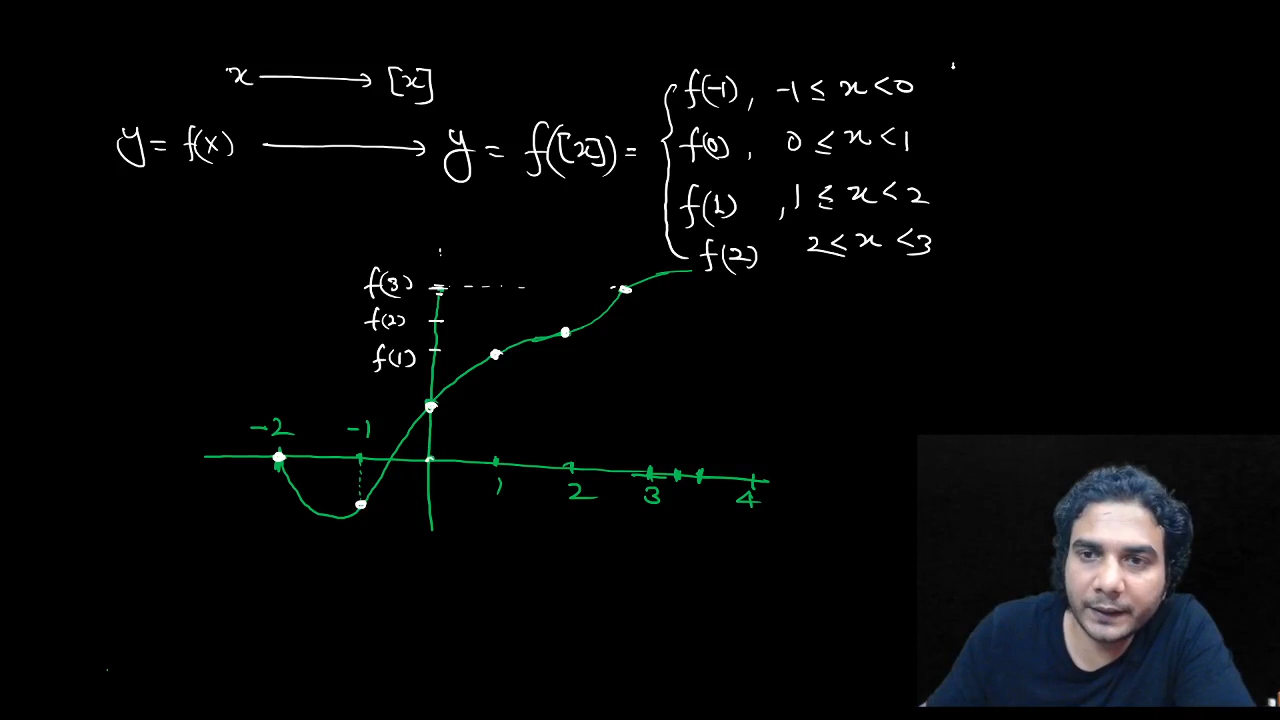 x ⟶ [x]
y = f(x) ⟶ y = f([x]) = { f(-1), -1 ≤ x < 0
f(0), 0 ≤ x < 1
f(1), 1 ≤ x < 2
f(2) 2 ≤ x < 3
f(3)
f(2)
f(1)
-2 -1
1 2 3 4